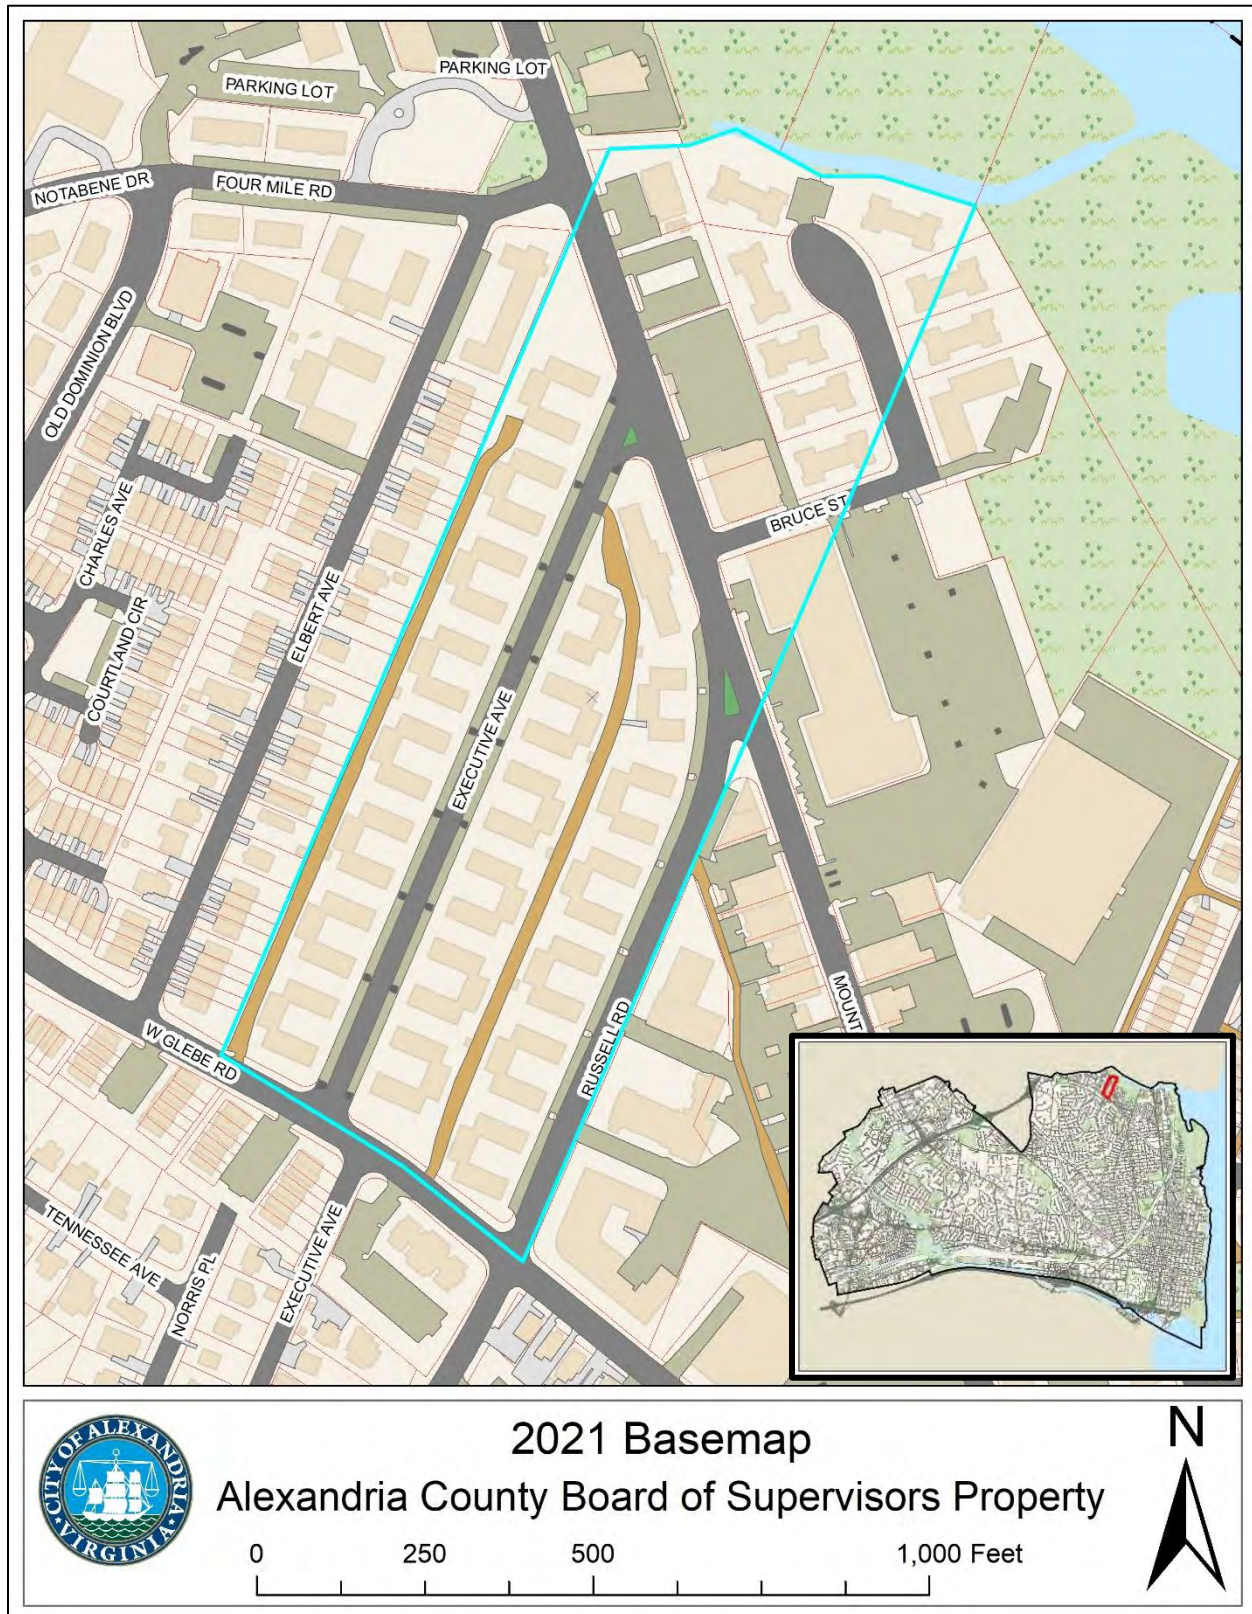 PARKING LOT
PARKING LOT
NOTABENE DR
FOUR MILE RD
OLD DOMINION BLVD
CHARLES AVE
COURTLAND CIR
ELBERT AVE
BRUCE ST
EXECUTIVE AVE
MOUNT
W GLEBE RD
RUSSELL RD
TENNESSEE AVE
NORRIS PL
EXECUTIVE AVE
CITY OF ALEXANDRIA
VIRGINIA
2021 Basemap
Alexandria County Board of Supervisors Property
N
0 250 500 1,000 Feet